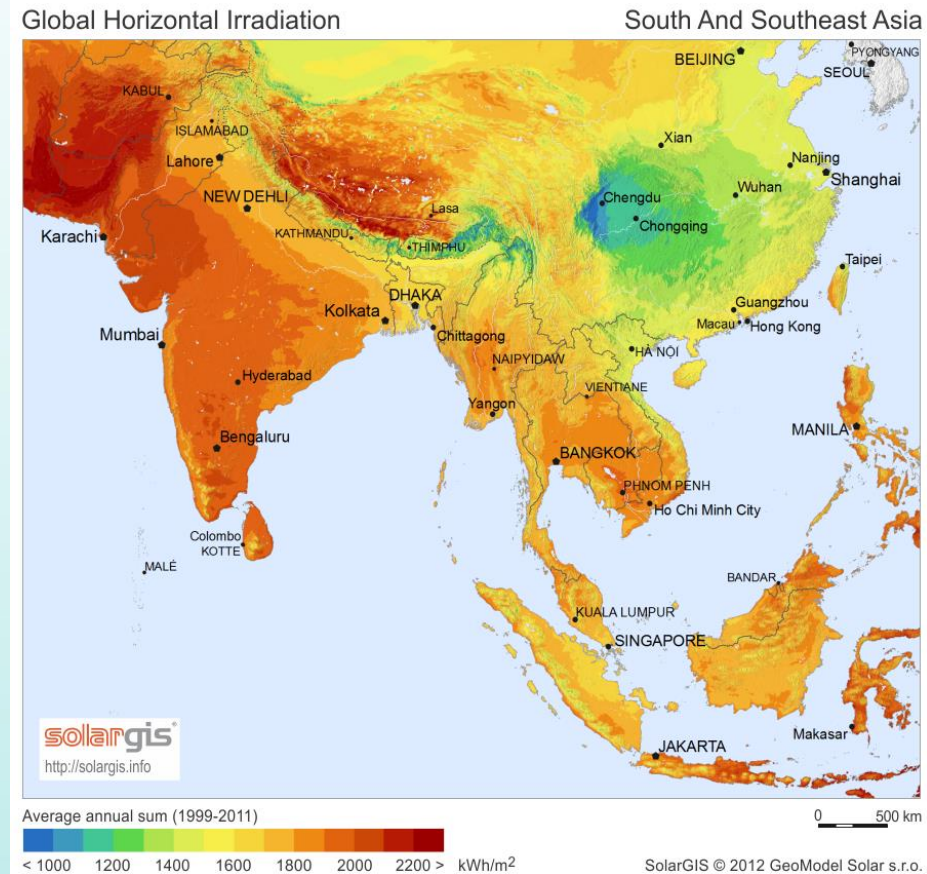 Global Horizontal Irradiation
South And Southeast Asia
BEIJING
PYONGYANG
SEOUL
KABUL
ISLAMABAD
Lahore
Xian
Nanjing
Shanghai
NEW DEHLI
Chengdu
Wuhan
Lasa
Chongqing
Karachi
KATHMANDU
THIMPHU
Taipei
DHAKA
Kolkata
Guangzhou
Macau
Hong Kong
Mumbai
Chittagong
HÀ NỘI
NAIPYIDAW
Hyderabad
VIENTIANE
Yangon
MANILA
Bengaluru
BANGKOK
PHNOM PENH
Ho Chi Minh City
Colombo
KOTTE
MALÉ
BANDAR
KUALA LUMPUR
SINGAPORE
Makasar
JAKARTA
solargis
http://solargis.info
Average annual sum (1999-2011)
0 500 km
< 1000 1200 1400 1600 1800 2000 2200 > kWh/m²
SolarGIS © 2012 GeoModel Solar s.r.o.